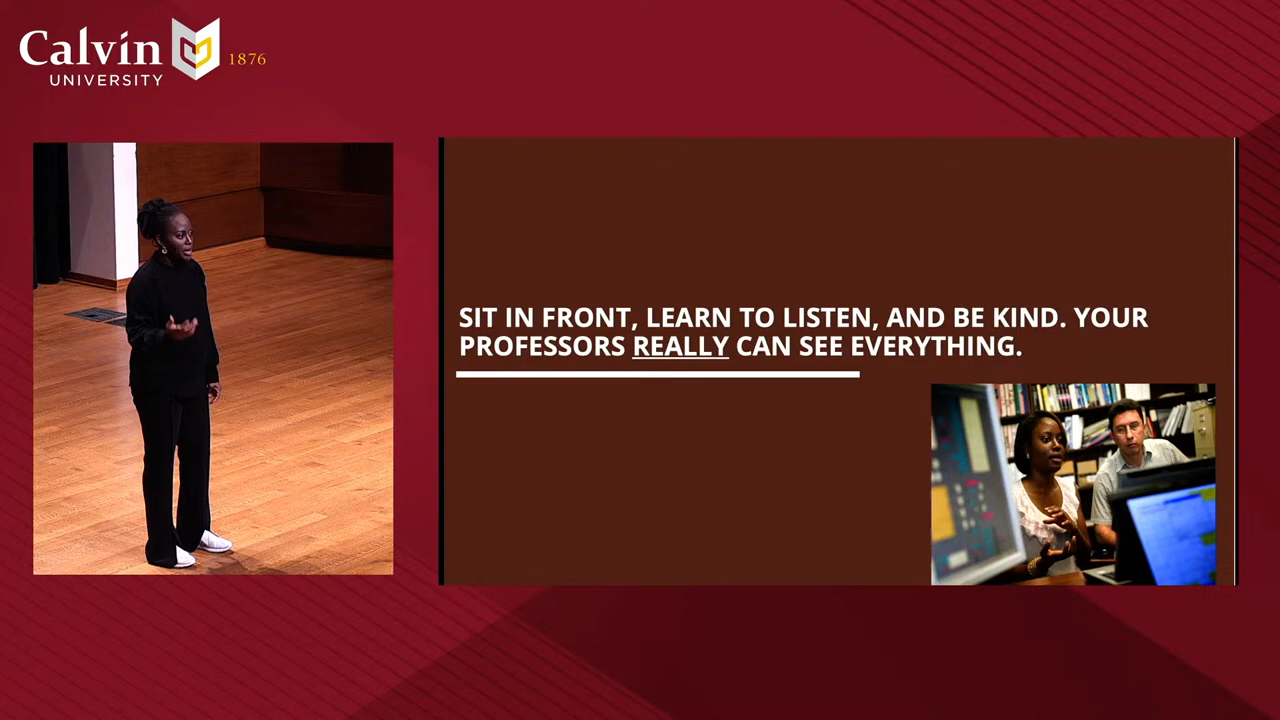 Calvin
UNIVERSITY
1876
SIT IN FRONT, LEARN TO LISTEN, AND BE KIND. YOUR
PROFESSORS REALLY CAN SEE EVERYTHING.